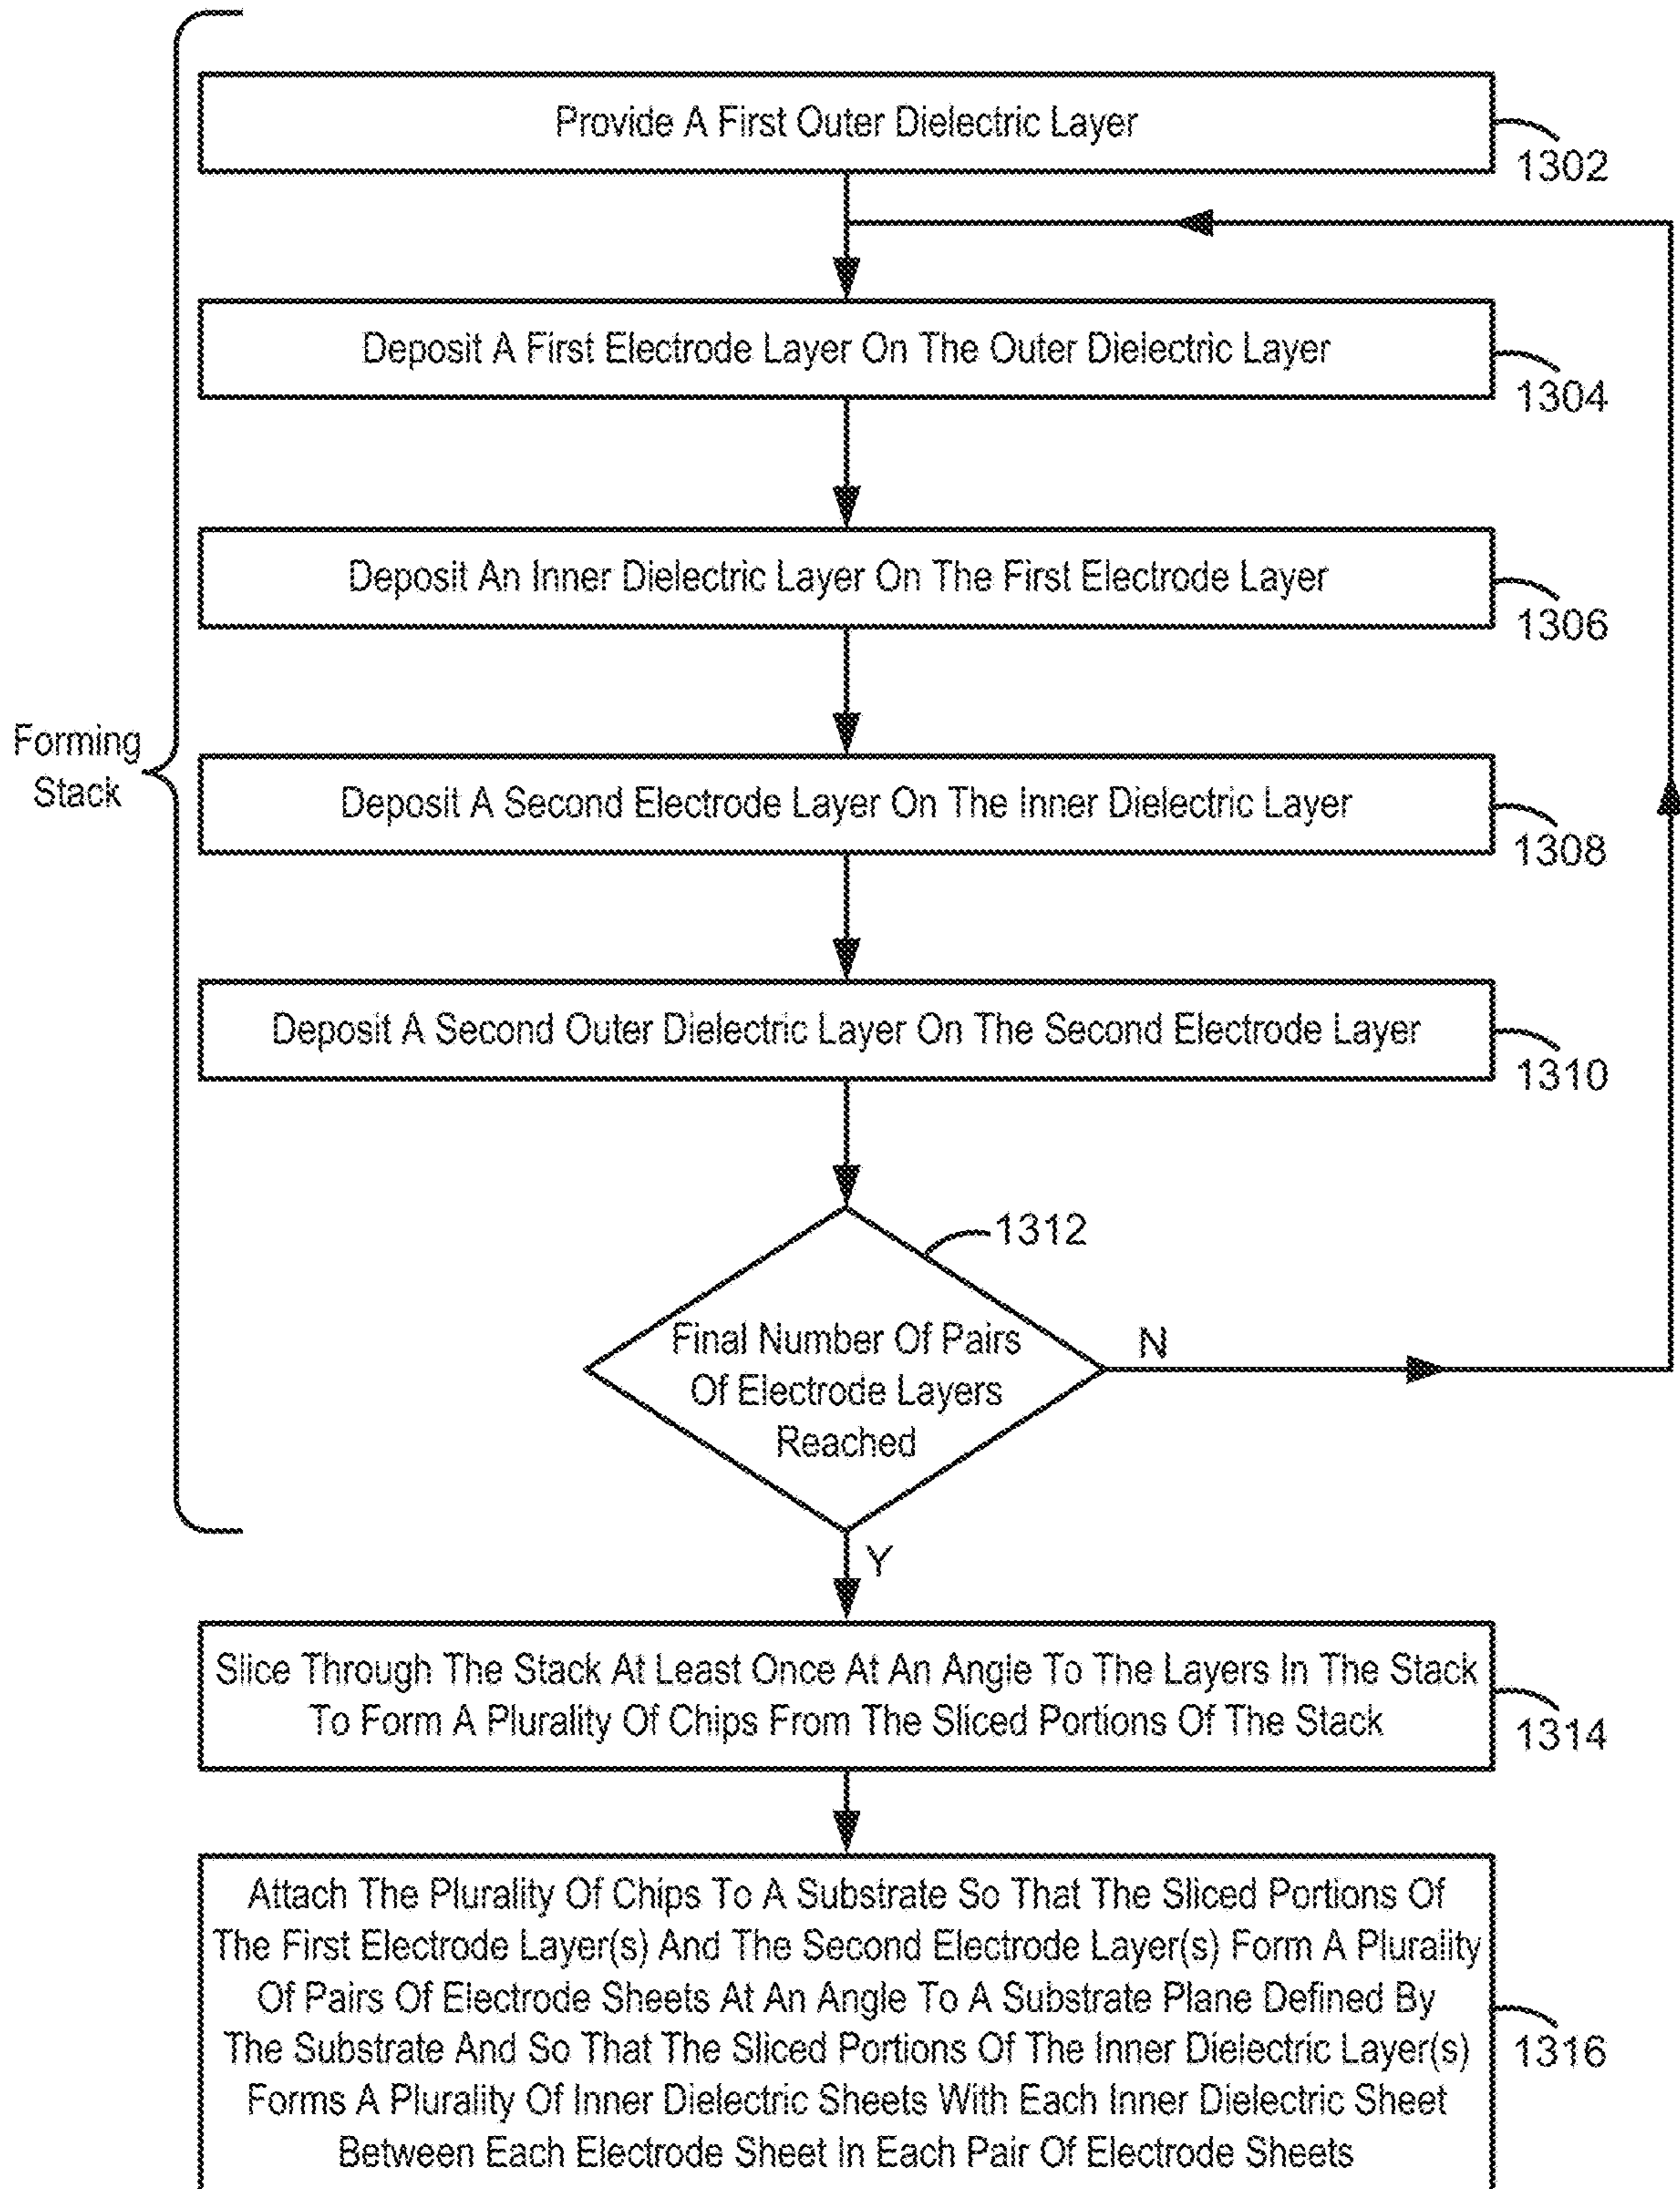 Provide A First Outer Dielectric Layer
1302
Deposit A First Electrode Layer On The Outer Dielectric Layer
1304
Deposit An Inner Dielectric Layer On The First Electrode Layer
1306
Forming
Stack
Deposit A Second Electrode Layer On The Inner Dielectric Layer
1308
Deposit A Second Outer Dielectric Layer On The Second Electrode Layer
1310
1312
Final Number Of Pairs
Of Electrode Layers
Reached
N
Y
Slice Through The Stack At Least Once At An Angle To The Layers In The Stack
To Form A Plurality Of Chips From The Sliced Portions Of The Stack
1314
Attach The Plurality Of Chips To A Substrate So That The Sliced Portions Of
The First Electrode Layer(s) And The Second Electrode Layer(s) Form A Plurality
Of Pairs Of Electrode Sheets At An Angle To A Substrate Plane Defined By
The Substrate And So That The Sliced Portions Of The Inner Dielectric Layer(s)
Forms A Plurality Of Inner Dielectric Sheets With Each Inner Dielectric Sheet
Between Each Electrode Sheet In Each Pair Of Electrode Sheets
1316